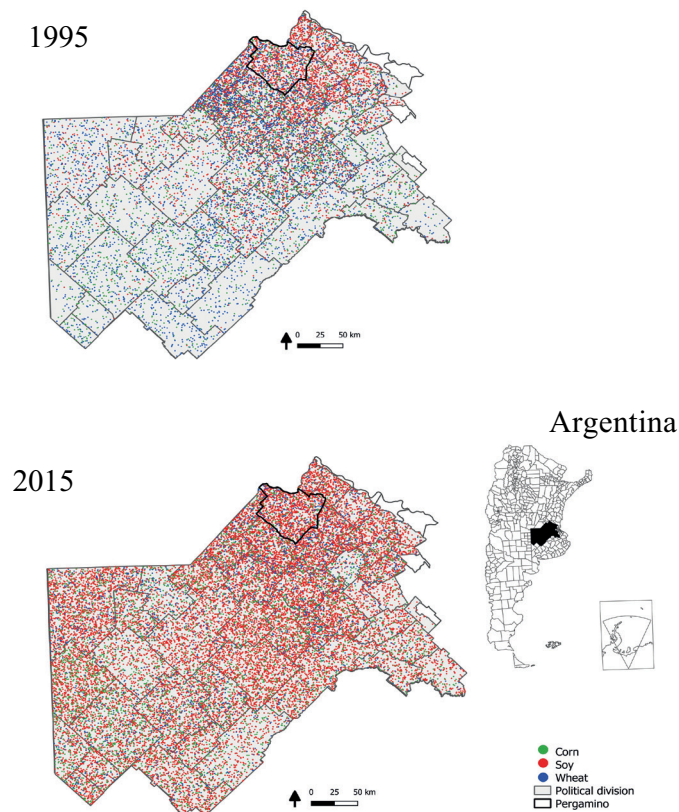 1995
0 25 50 km
Argentina
2015
0 25 50 km
Corn
Soy
Wheat
Political division
Pergamino